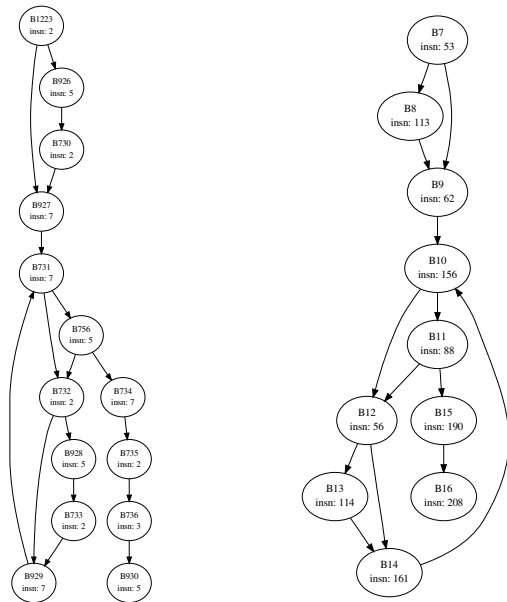 B1223
insn: 2
B926
insn: 5
B730
insn: 2
B927
insn: 7
B731
insn: 7
B756
insn: 5
B732
insn: 2
B734
insn: 7
B928
insn: 5
B735
insn: 2
B733
insn: 2
B736
insn: 3
B929
insn: 7
B930
insn: 5
B7
insn: 53
B8
insn: 113
B9
insn: 62
B10
insn: 156
B11
insn: 88
B12
insn: 56
B15
insn: 190
B13
insn: 114
B16
insn: 208
B14
insn: 161